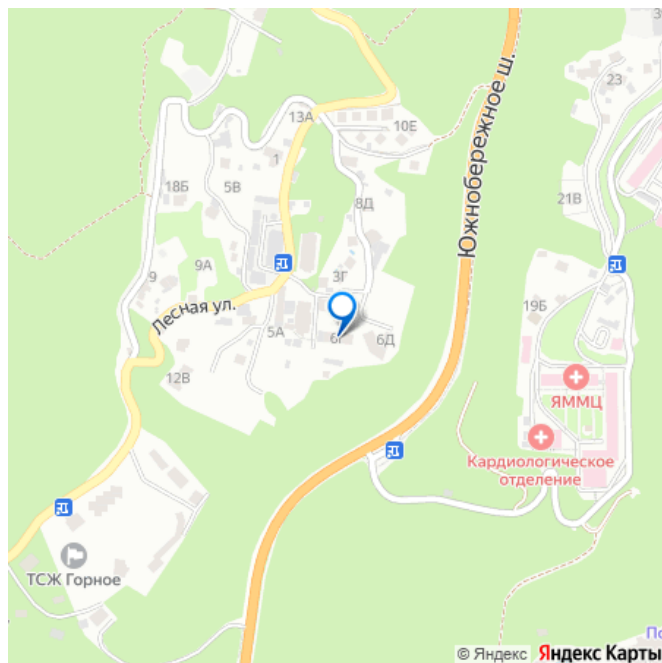 Южнобережное ш.
23
13А
10Е
1
18Б
5В
8Д
21В
9А
9
3Г
Лесная ул.
19Б
5А
6Г
6Д
12В
ЯММЦ
Кардиологическое
отделение
ТСЖ Горное
По
© Яндекс Яндекс Карты